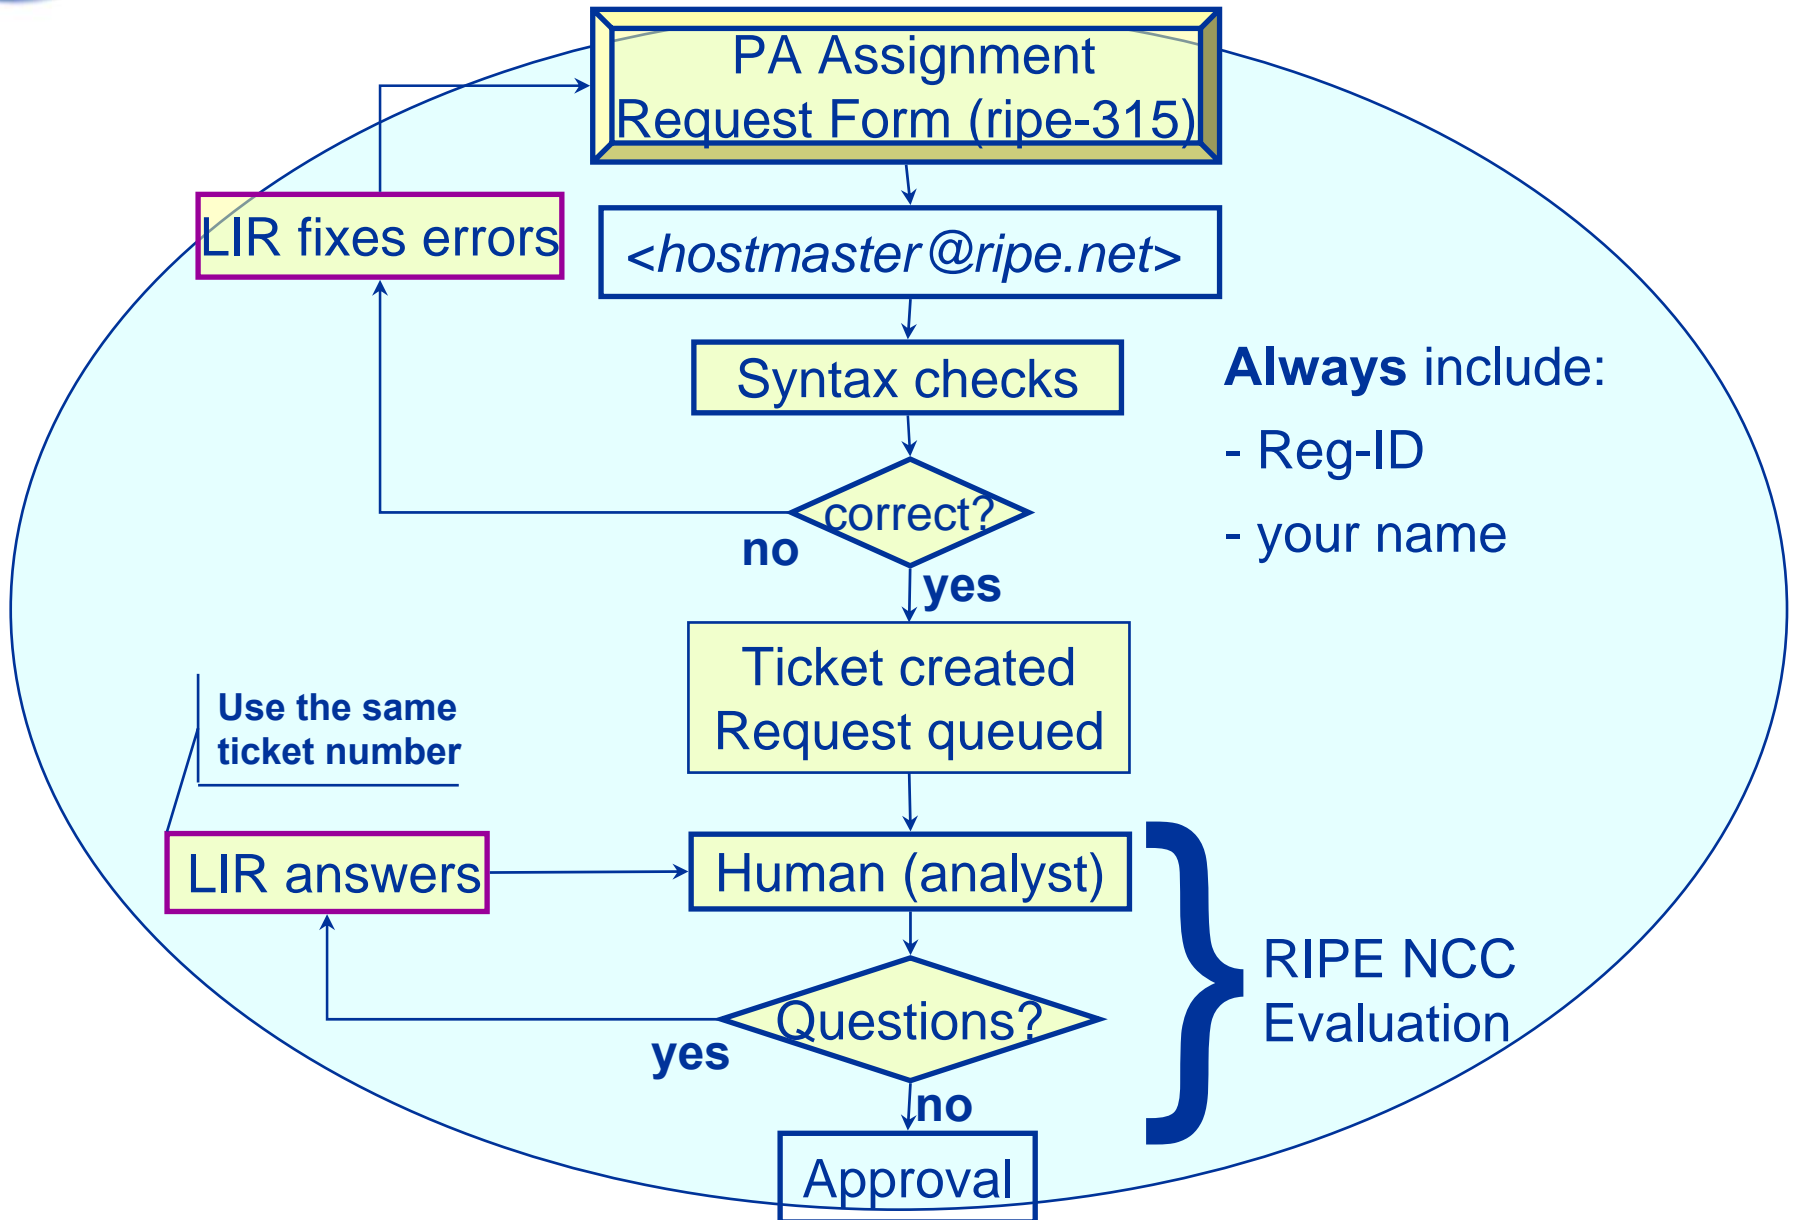 PA Assignment
Request Form (ripe-315)
LIR fixes errors
<hostmaster@ripe.net>
Syntax checks
Always include:
- Reg-ID
- your name
correct?
no
yes
Ticket created
Request queued
Use the same
ticket number
LIR answers
Human (analyst)
RIPE NCC
Evaluation
Questions?
yes
no
Approval